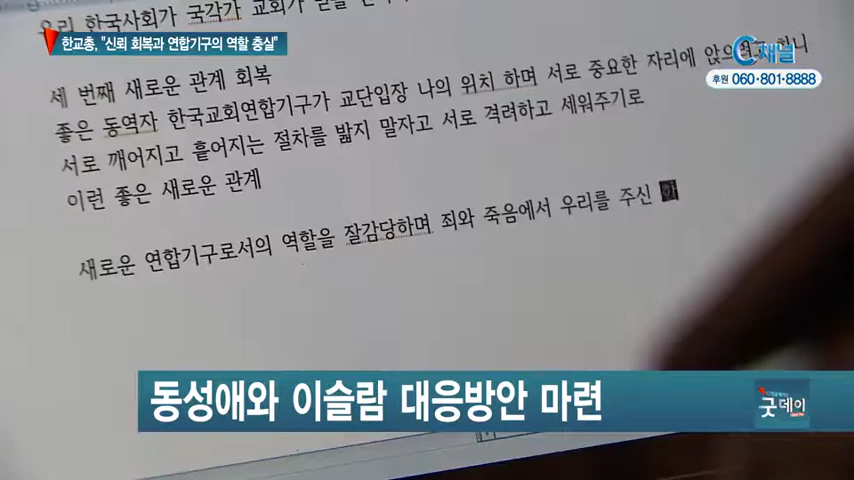 우리 한국사회가 국각가 교회가
한교총, "신뢰 회복과 연합기구의 역할 충실"
C채널
후원 060·801·8888
세 번째 새로운 관계 회복
좋은 동역자 한국교회연합기구가 교단입장 나의 위치 하며 서로 중요한 자리에 앉으려고 하니
서로 깨어지고 흩어지는 절차를 밟지 말자고 서로 격려하고 세워주기로
이런 좋은 새로운 관계
새로운 연합기구로서의 역할을 잘감당하며 죄와 죽음에서 우리를 주신 하
동성애와 이슬람 대응방안 마련
굿데이